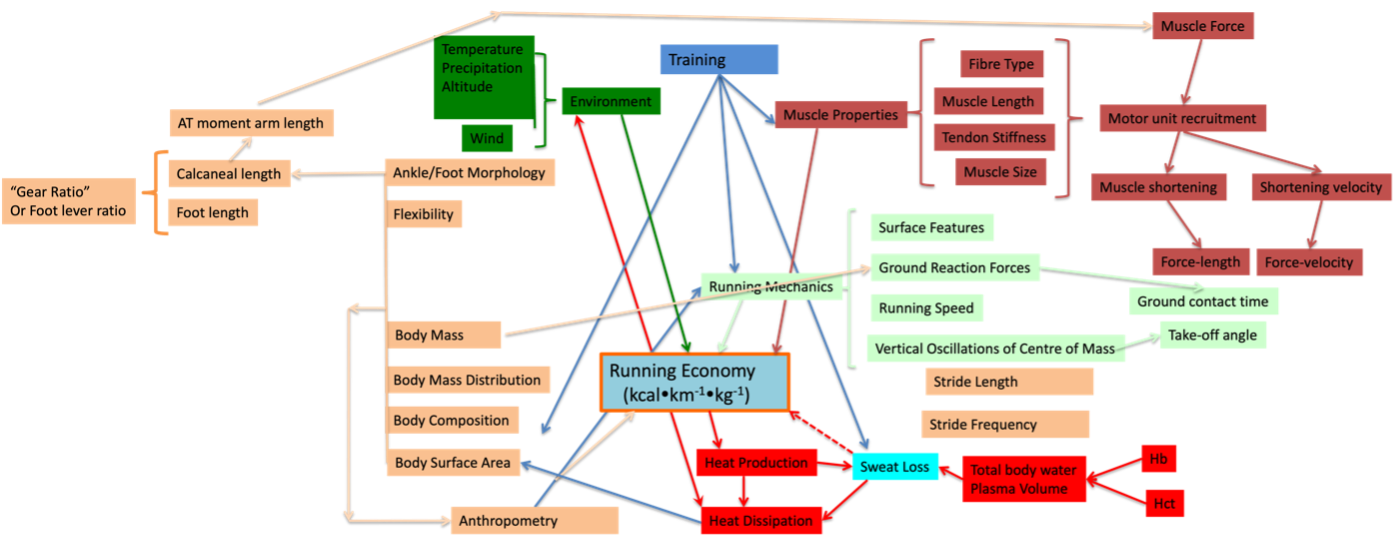 Muscle Force
Temperature
Precipitation
Altitude
Training
Fibre Type
Environment
Muscle Length
Muscle Properties
Motor unit recruitment
AT moment arm length
Wind
Tendon Stiffness
Calcaneal length
Ankle/Foot Morphology
Muscle Size
Muscle shortening
Shortening velocity
"Gear Ratio"
Or Foot lever ratio
Foot length
Flexibility
Surface Features
Force-length
Force-velocity
Ground Reaction Forces
Running Mechanics
Ground contact time
Running Speed
Body Mass
Take-off angle
Vertical Oscillations of Centre of Mass
Running Economy
(kcal•km⁻¹•kg⁻¹)
Body Mass Distribution
Stride Length
Body Composition
Stride Frequency
Body Surface Area
Heat Production
Sweat Loss
Total body water
Plasma Volume
Hb
Hct
Anthropometry
Heat Dissipation